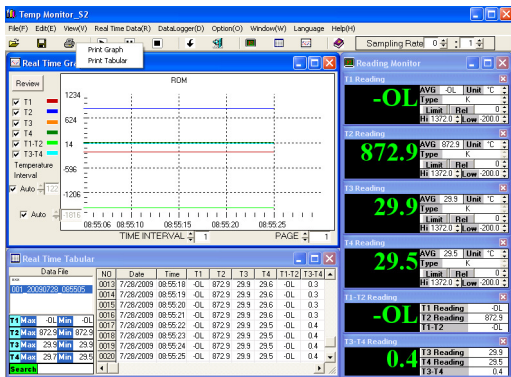 Temp Monitor_S2
File(F) Edit(E) View(V) Real Time Data(R) DataLogger(D) Option(O) Window(W) Language Help(H)
Sampling Rate 0 : 1
Print Graph
Print Tabular
Real Time Gra
Review
T1
T2
T3
T4
T1-T2
T3-T4
Temperature
Interval
Auto 122
Auto -1816
ROM
1234
624
14
-596
-1206
08:55:06 08:55:10 08:55:15 08:55:20 08:55:25
TIME INTERVAL 1 PAGE 1
Real Time Tabular
Data File
001_20090728_085505
T1 Max -OL Min -OL
T2 Max 872.9 Min 872.9
T3 Max 29.9 Min 29.9
T4 Max 29.7 Min 29.5
Search
NO Date Time T1 T2 T3 T4 T1-T2 T3-T4
0013 7/28/2009 08:55:18 -OL 872.9 29.9 29.6 -OL 0.3
0014 7/28/2009 08:55:19 -OL 872.9 29.9 29.6 -OL 0.3
0015 7/28/2009 08:55:20 -OL 872.9 29.9 29.6 -OL 0.3
0016 7/28/2009 08:55:21 -OL 872.9 29.9 29.6 -OL 0.3
0017 7/28/2009 08:55:22 -OL 872.9 29.9 29.5 -OL 0.4
0018 7/28/2009 08:55:23 -OL 872.9 29.9 29.5 -OL 0.4
0019 7/28/2009 08:55:24 -OL 872.9 29.9 29.5 -OL 0.4
0020 7/28/2009 08:55:25 -OL 872.9 29.9 29.5 -OL 0.4
Reading Monitor
T1 Reading
-OL
AVG -OL Unit °C
Type K
Limit Rel 0
Hi 1372.0 Low -200.0
T2 Reading
872.9
AVG 872.9 Unit °C
Type K
Limit Rel 0
Hi 1372.0 Low -200.0
T3 Reading
29.9
AVG 29.9 Unit °C
Type K
Limit Rel 0
Hi 1372.0 Low -200.0
T4 Reading
29.5
AVG 29.5 Unit °C
Type K
Limit Rel 0
Hi 1372.0 Low -200.0
T1-T2 Reading
-OL
T1 Reading -OL
T2 Reading 872.9
T1-T2 -OL
T3-T4 Reading
0.4
T3 Reading 29.9
T4 Reading 29.5
T3-T4 0.4